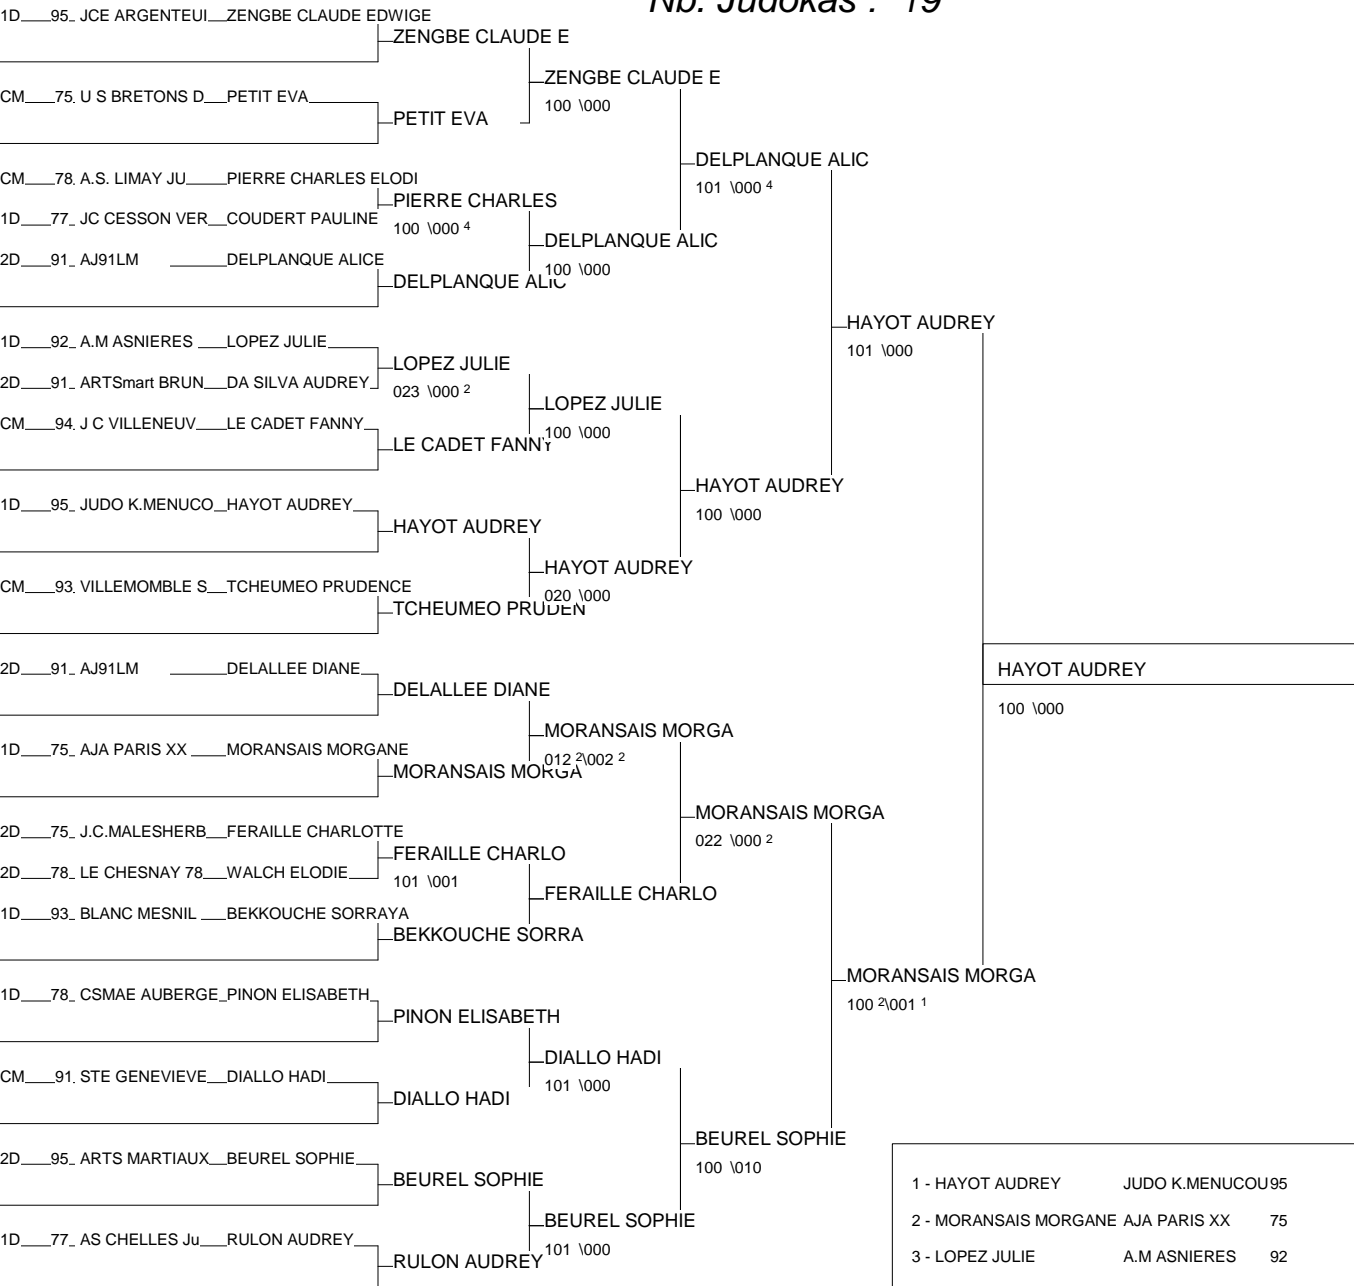 Nb. Judokas : 19
1D 95 JCE ARGENTEUI ZENGBE CLAUDE EDWIGE
ZENGBE CLAUDE E
ZENGBE CLAUDE E
100 \000
CM 75 U S BRETONS D PETIT EVA
PETIT EVA
DELPLANQUE ALIC
101 \000 4
CM 78 A.S. LIMAY JU PIERRE CHARLES ELODI
PIERRE CHARLES
100 \000 4
1D 77 JC CESSON VER COUDERT PAULINE
DELPLANQUE ALIC
100 \000
2D 91 AJ91LM DELPLANQUE ALICE
DELPLANQUE ALIC
HAYOT AUDREY
101 \000
1D 92 A.M ASNIERES LOPEZ JULIE
LOPEZ JULIE
023 \000 2
2D 91 ARTSmart BRUN DA SILVA AUDREY
LOPEZ JULIE
100 \000
CM 94 J C VILLENEUV LE CADET FANNY
LE CADET FANNY
HAYOT AUDREY
100 \000
1D 95 JUDO K.MENUCO HAYOT AUDREY
HAYOT AUDREY
HAYOT AUDREY
020 \000
CM 93 VILLEMOMBLE S TCHEUMEO PRUDENCE
TCHEUMEO PRUDEN
HAYOT AUDREY
100 \000
2D 91 AJ91LM DELALLEE DIANE
DELALLEE DIANE
MORANSAIS MORGA
012 2\002 2
1D 75 AJA PARIS XX MORANSAIS MORGANE
MORANSAIS MORGA
MORANSAIS MORGA
022 \000 2
2D 75 J.C.MALESHERB FERAILLE CHARLOTTE
FERAILLE CHARLO
101 \001
2D 78 LE CHESNAY 78 WALCH ELODIE
FERAILLE CHARLO
1D 93 BLANC MESNIL BEKKOUCHE SORRAYA
BEKKOUCHE SORRA
MORANSAIS MORGA
100 2\001 1
1D 78 CSMAE AUBERGE PINON ELISABETH
PINON ELISABETH
DIALLO HADI
101 \000
CM 91 STE GENEVIEVE DIALLO HADI
DIALLO HADI
BEUREL SOPHIE
100 \010
2D 95 ARTS MARTIAUX BEUREL SOPHIE
BEUREL SOPHIE
BEUREL SOPHIE
101 \000
1D 77 AS CHELLES Ju RULON AUDREY
RULON AUDREY
1 - HAYOT AUDREY JUDO K.MENUCOU 95
2 - MORANSAIS MORGANE AJA PARIS XX 75
3 - LOPEZ JULIE A.M ASNIERES 92